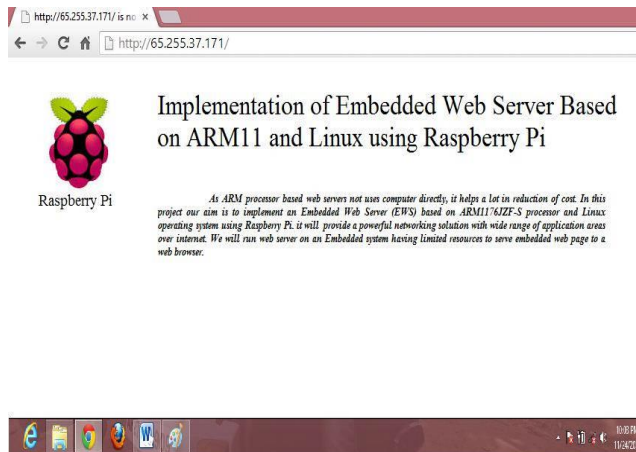 http://65.255.37.171/ is no
http://65.255.37.171/
Implementation of Embedded Web Server Based
on ARM11 and Linux using Raspberry Pi
Raspberry Pi
As ARM processor based web servers not uses computer directly, it helps a lot in reduction of cost. In this
project our aim is to implement an Embedded Web Server (EWS) based on ARM1176JZF-S processor and Linux
operating system using Raspberry Pi. it will provide a powerful networking solution with wide range of application areas
over internet. We will run web server on an Embedded system having limited resources to serve embedded web page to a
web browser.
10:08 PM